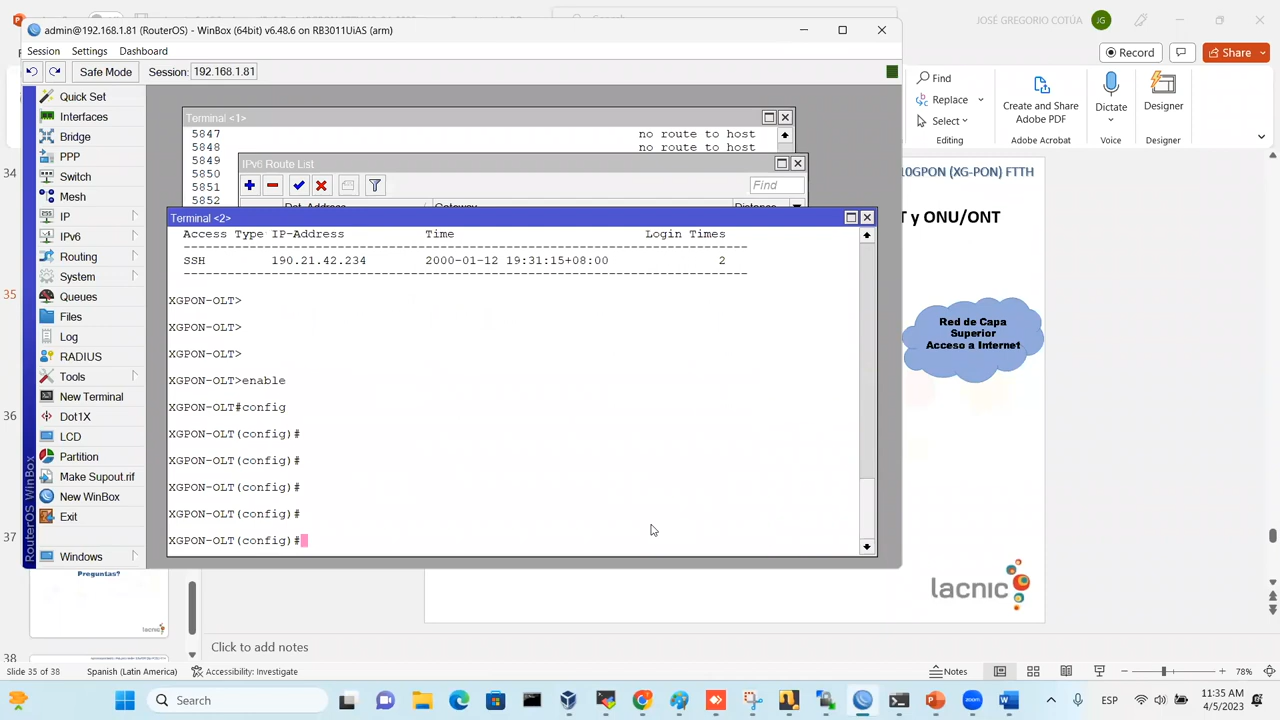 JOSÉ GREGORIO COTÚA
JG
admin@192.168.1.81 (RouterOS) - WinBox (64bit) v6.48.6 on RB3011UiAS (arm)
Session Settings Dashboard
Record
Share
Safe Mode
Session: 192.168.1.81
Find
Replace
Select
Editing
Create and Share
Adobe PDF
Adobe Acrobat
Dictate
Voice
Designer
Designer
Quick Set
Interfaces
Bridge
PPP
Switch
Mesh
IP
IPv6
Routing
System
Queues
Files
Log
RADIUS
Tools
New Terminal
Dot1X
LCD
Partition
Make Supout.rif
New WinBox
Exit
Windows
RouterOS WinBox
Terminal <1>
5847 no route to host
5848 no route to host
5849
5850
5851
5852
IPv6 Route List
Find
Dst. Address Gateway Distance
Terminal <2>
Access Type IP-Address Time Login Times
-----------------------------------------------------------------------------
SSH 190.21.42.234 2000-01-12 19:31:15+08:00 2
-----------------------------------------------------------------------------
XGPON-OLT>
XGPON-OLT>
XGPON-OLT>
XGPON-OLT>enable
XGPON-OLT#config
XGPON-OLT(config)#
XGPON-OLT(config)#
XGPON-OLT(config)#
XGPON-OLT(config)#
XGPON-OLT(config)#
34
35
36
37
38
10GPON (XG-PON) FTTH
T y ONU/ONT
Red de Capa
Superior
Acceso a Internet
lacnic
Preguntas?
lacnic
Click to add notes
Slide 35 of 38 Spanish (Latin America) Accessibility: Investigate Notes 78%
Search
zoom
ESP
11:35 AM
4/5/2023